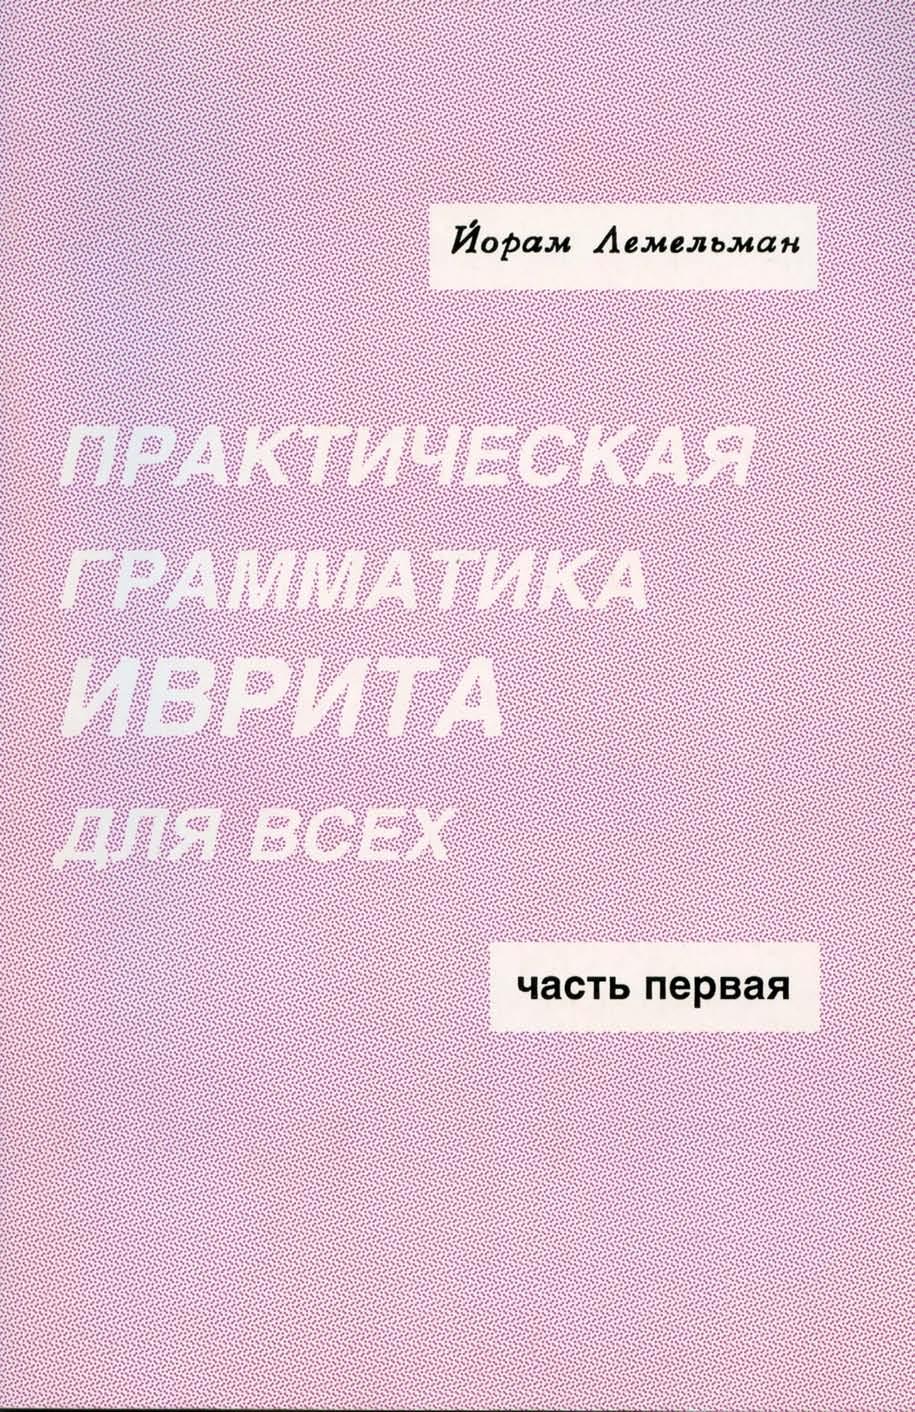 Йорам Лемельман
ПРАКТИЧЕСКАЯ
ГРАММАТИКА
ИВРИТА
ДЛЯ ВСЕХ
часть первая